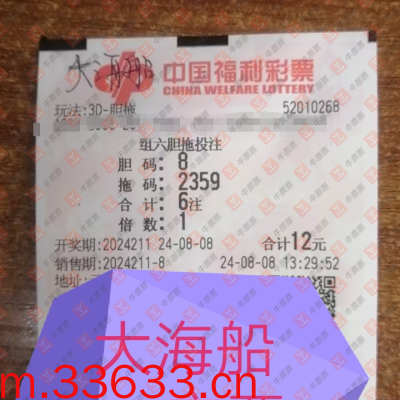 大海船
中国福利彩票
CHINA WELFARE LOTTERY
玩法:3D-胆拖 52010268
组六胆拖投注
胆 码: 8
拖 码: 2359
合 计: 6注
倍 数: 1
开奖期:2024211 24-08-08 合计12元
销售期:2024211-8 24-08-08 13:29:52
地址:
大海船
m.33633.cn